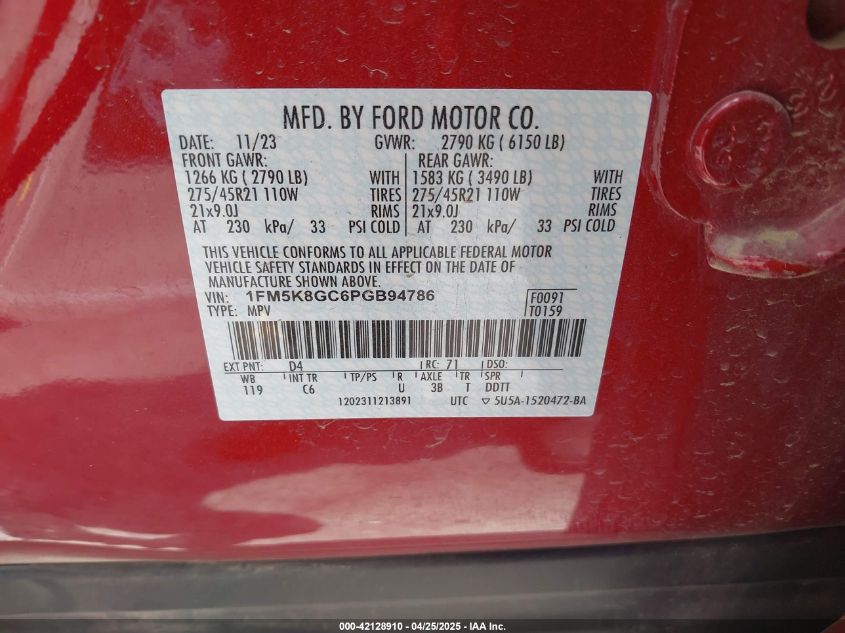 MFD. BY FORD MOTOR CO.
DATE: 11/23 GVWR: 2790 KG ( 6150 LB)
FRONT GAWR: REAR GAWR:
1266 KG ( 2790 LB) WITH 1583 KG ( 3490 LB) WITH
275/45R21 110W TIRES 275/45R21 110W TIRES
21x9.0J RIMS 21x9.0J RIMS
AT 230 kPa/ 33 PSI COLD AT 230 kPa/ 33 PSI COLD
THIS VEHICLE CONFORMS TO ALL APPLICABLE FEDERAL MOTOR
VEHICLE SAFETY STANDARDS IN EFFECT ON THE DATE OF
MANUFACTURE SHOWN ABOVE.
VIN: 1FM5K8GC6PGB94786 F0091
TYPE: MPV T0159
EXT PNT: D4 RC: 71 DSO:
WB INT TR TP/PS R AXLE TR SPR
119 C6 U 3B T DDTT
1202311213891 UTC ▽ 5U5A-1520472-BA
000-42128910 / 04/25/2025 - IAA Inc.